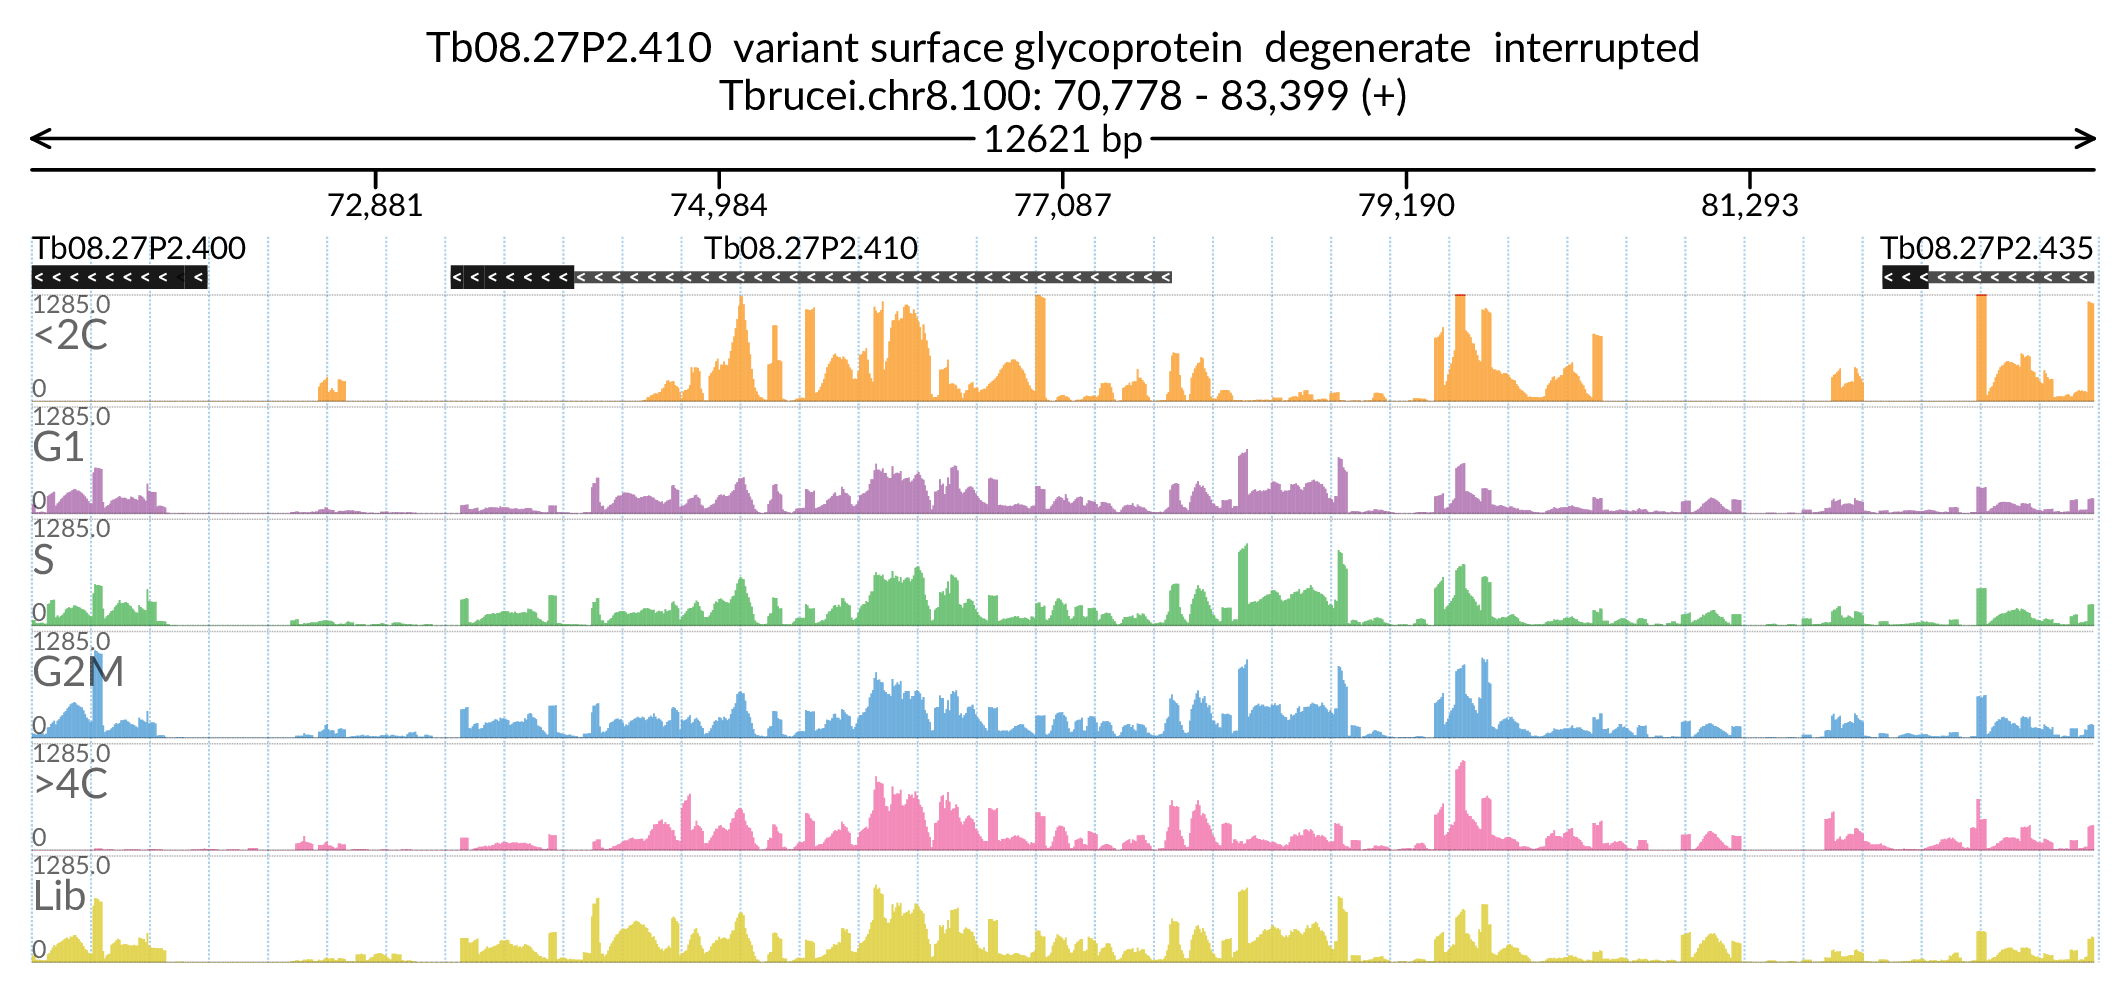 Tb08.27P2.410 variant surface glycoprotein degenerate interrupted
Tbrucei.chr8.100: 70,778 - 83,399 (+)
12621 bp
72,881 74,984 77,087 79,190 81,293
Tb08.27P2.400 Tb08.27P2.410 Tb08.27P2.435
1285.0
<2C
0
1285.0
G1
0
1285.0
S
0
1285.0
G2M
0
1285.0
>4C
0
1285.0
Lib
0